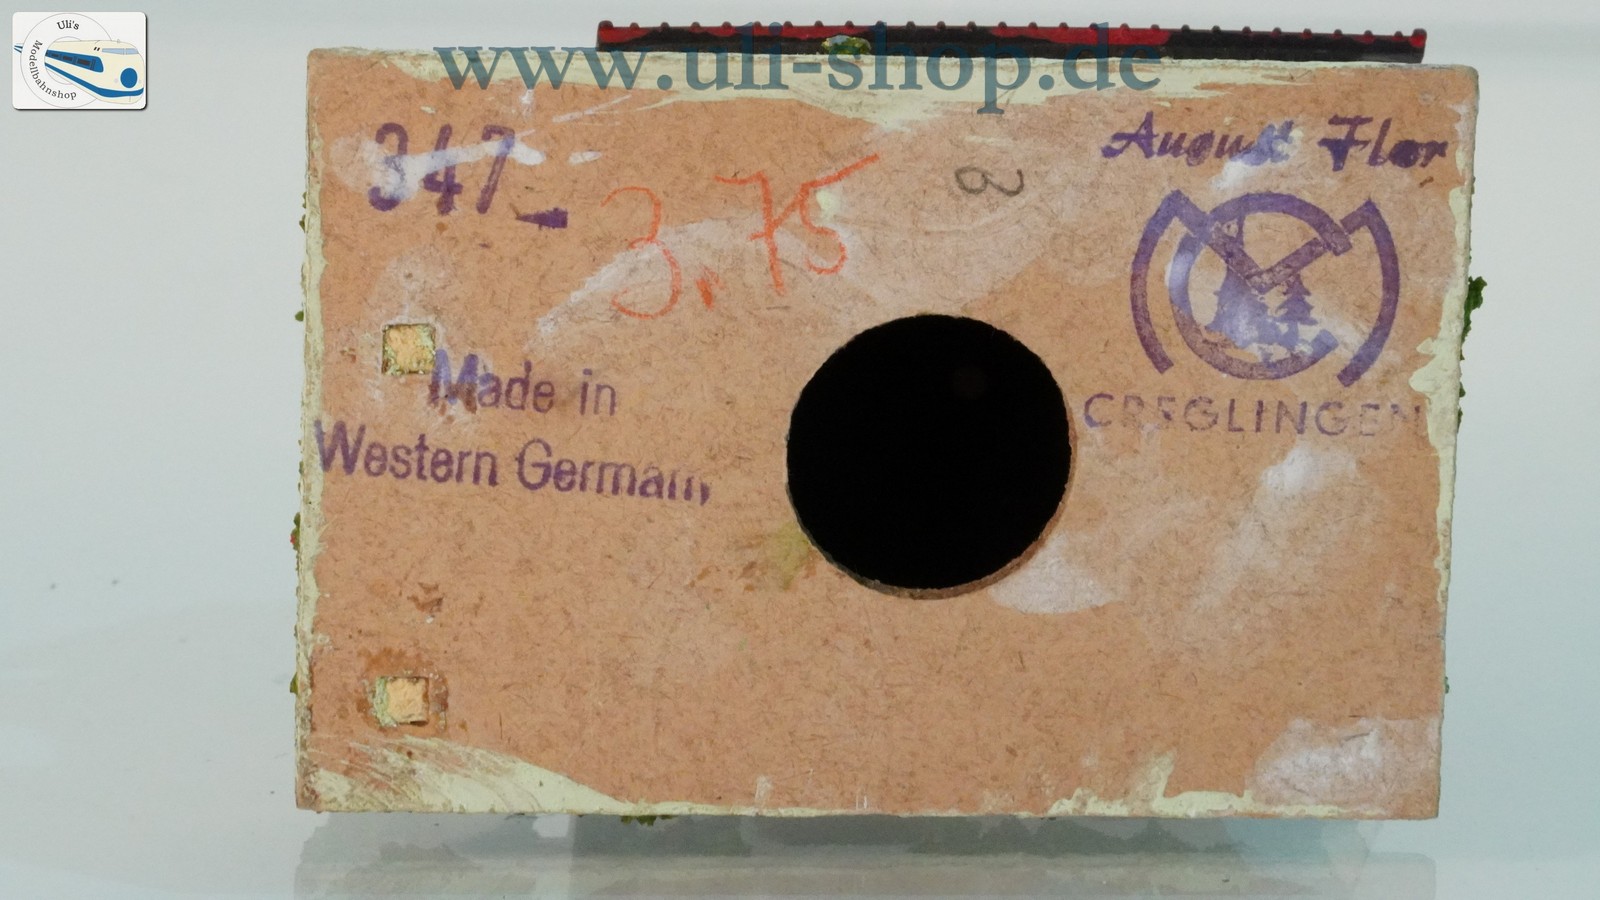 Uli's
Modellbahnshop
www.uli-shop.de
347
3.75
a
August Flor
Made in
Western German
CREGLINGEN